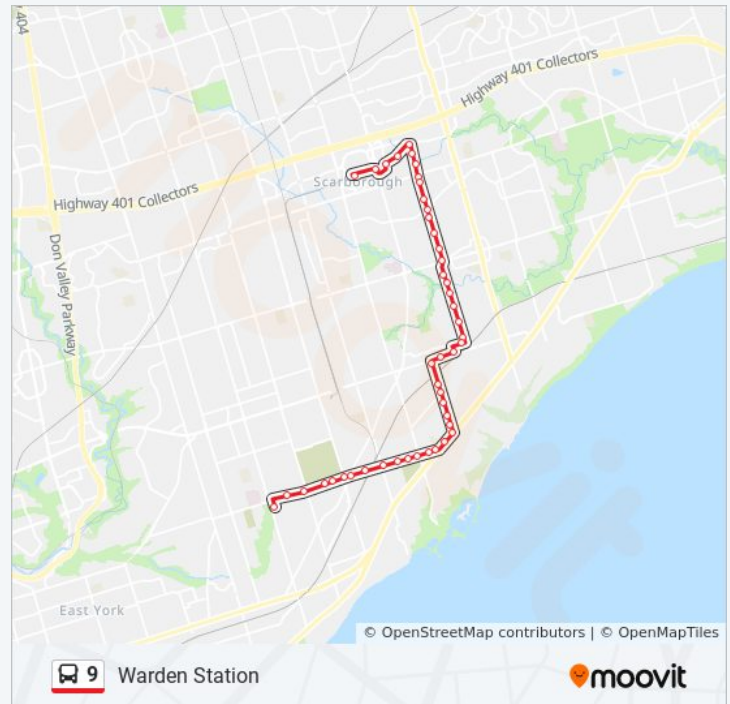 404
Highway 401 Collectors
Scarborough
Highway 401 Collectors
Don Valley Parkway
East York
© OpenStreetMap contributors | © OpenMapTiles
9 Warden Station
moovit